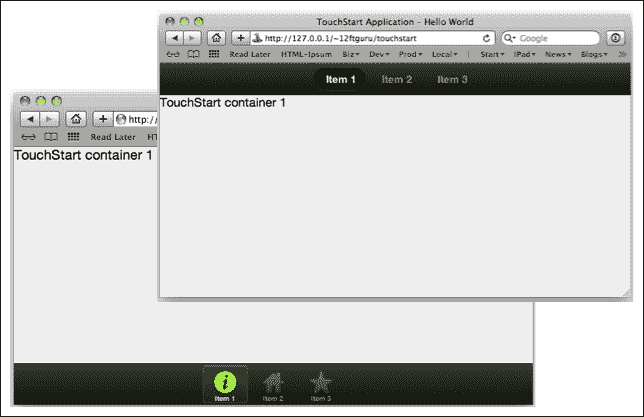 TouchStart Application – Hello World
http://127.0.0.1/~12ftguru/touchstart
Google
Read Later HTML-Ipsum Biz Dev Prod Local Start iPad News Blogs
Item 1 Item 2 Item 3
TouchStart container 1
http:/
Read Later HT
TouchStart container 1
Item 1 Item 2 Item 3